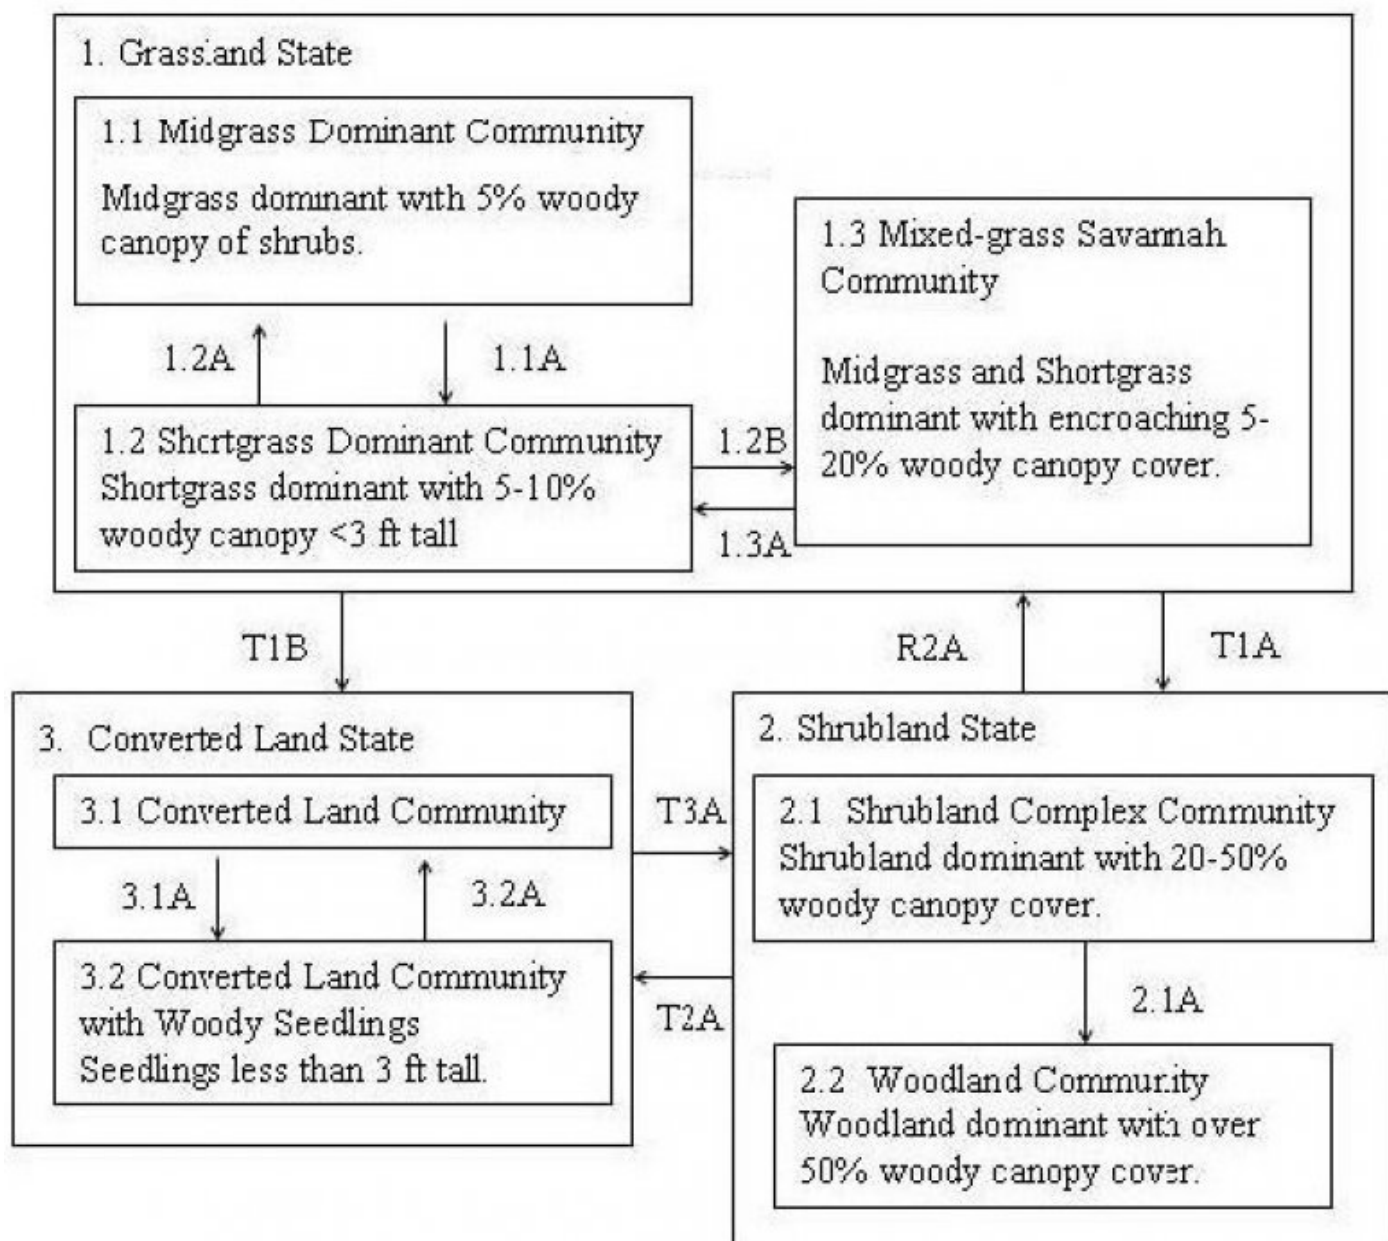 1. Grassland State
1.1 Midgrass Dominant Community
Midgrass dominant with 5% woody
canopy of shrubs.
1.3 Mixed-grass Savannah
Community
Midgrass and Shortgrass
dominant with encroaching 5-
20% woody canopy cover.
1.2A
1.1A
1.2 Shortgrass Dominant Community
Shortgrass dominant with 5-10%
woody canopy <3 ft tall
1.2B
1.3A
T1B
R2A
T1A
3. Converted Land State
3.1 Converted Land Community
3.1A
3.2A
3.2 Converted Land Community
with Woody Seedlings
Seedlings less than 3 ft tall.
T3A
T2A
2. Shrubland State
2.1 Shrubland Complex Community
Shrubland dominant with 20-50%
woody canopy cover.
2.1A
2.2 Woodland Community
Woodland dominant with over
50% woody canopy cover.